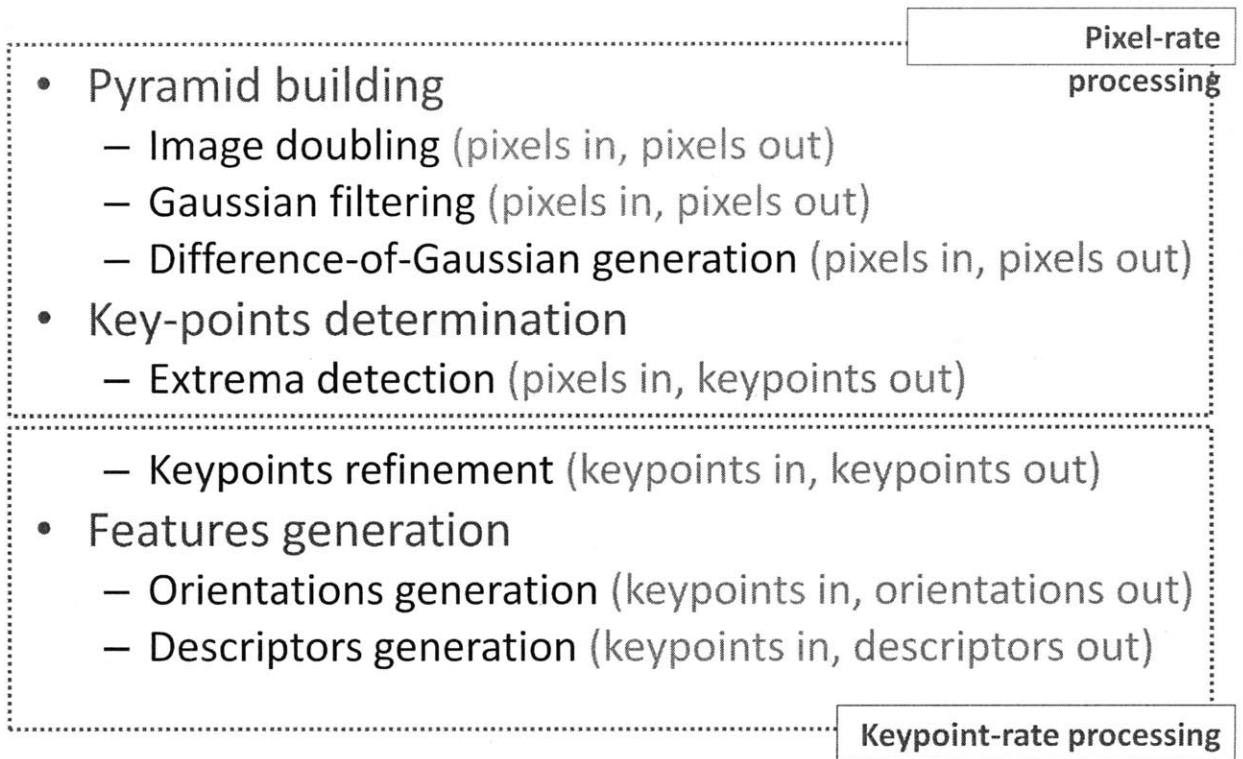 Pixel-rate
processing
• Pyramid building
– Image doubling (pixels in, pixels out)
– Gaussian filtering (pixels in, pixels out)
– Difference-of-Gaussian generation (pixels in, pixels out)
• Key-points determination
– Extrema detection (pixels in, keypoints out)
– Keypoints refinement (keypoints in, keypoints out)
• Features generation
– Orientations generation (keypoints in, orientations out)
– Descriptors generation (keypoints in, descriptors out)
Keypoint-rate processing